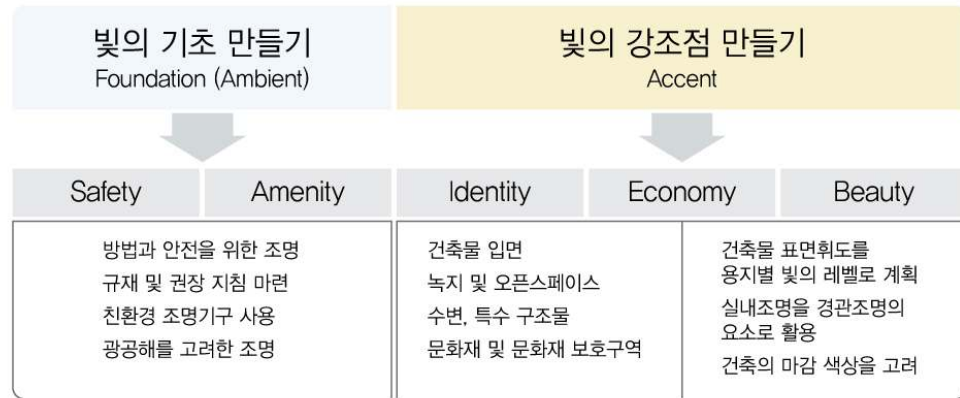 빛의 기초 만들기
Foundation (Ambient)
빛의 강조점 만들기
Accent
Safety
Amenity
Identity
Economy
Beauty
방법과 안전을 위한 조명
규재 및 권장 지침 마련
친환경 조명기구 사용
광공해를 고려한 조명
건축물 입면
녹지 및 오픈스페이스
수변, 특수 구조물
문화재 및 문화재 보호구역
건축물 표면휘도를
용지별 빛의 레벨로 계획
실내조명을 경관조명의
요소로 활용
건축의 마감 색상을 고려